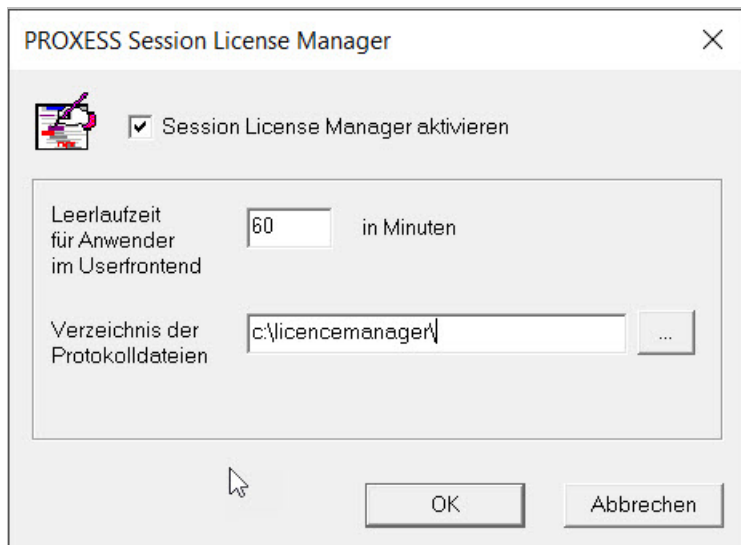 PROXESS Session License Manager
Session License Manager aktivieren
Leerlaufzeit
für Anwender
im Userfrontend
60
in Minuten
Verzeichnis der
Protokolldateien
c:\licencemanager\
...
OK
Abbrechen